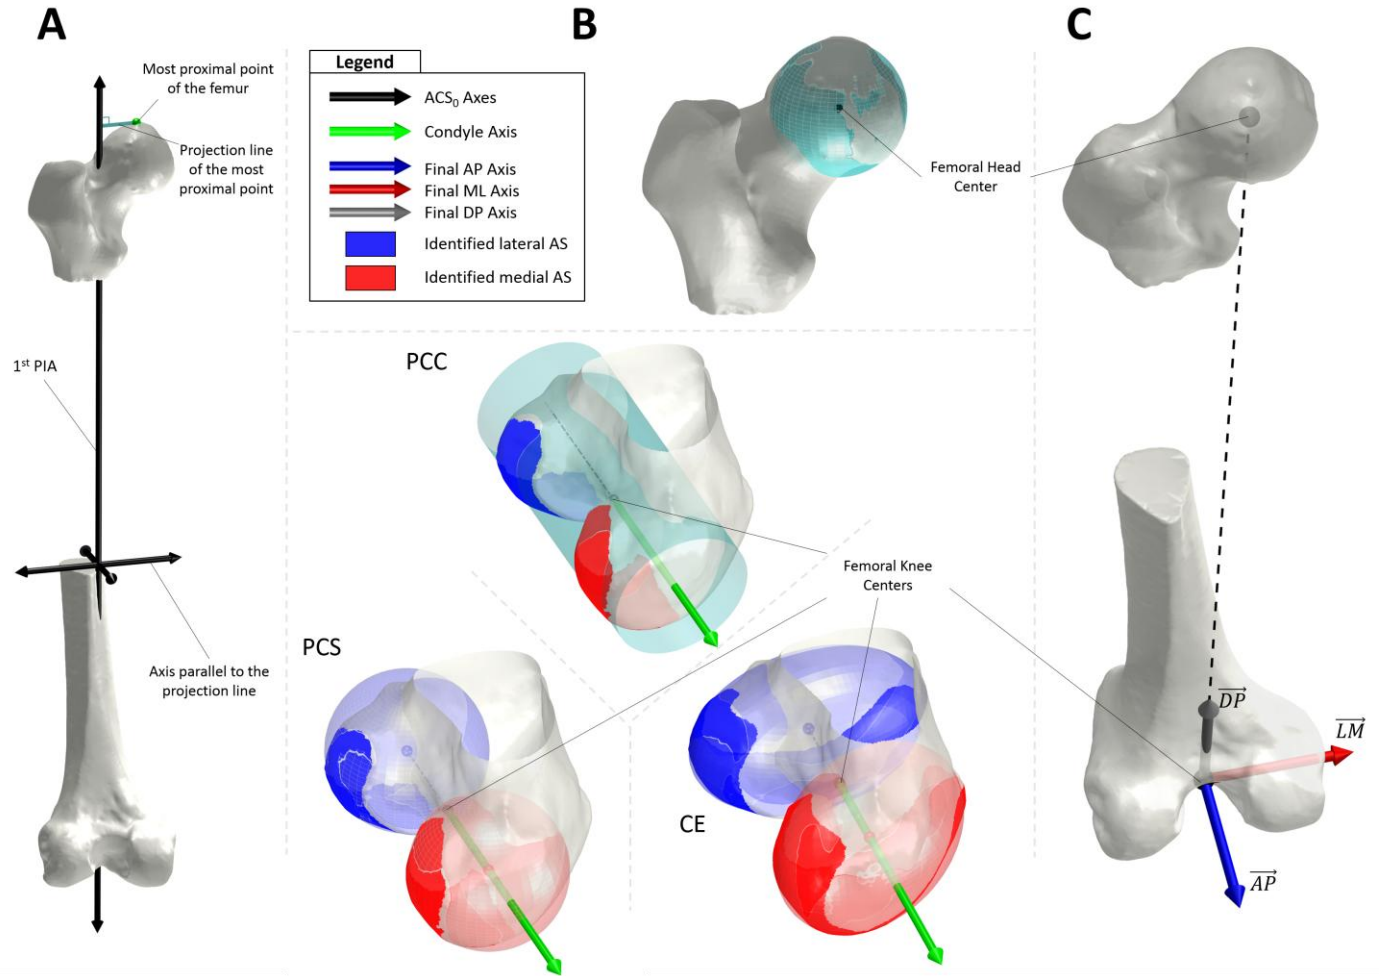 A
B
C
Most proximal point
of the femur
Projection line
of the most
proximal point
1st PIA
Axis parallel to the
projection line
Legend
ACS0 Axes
Condyle Axis
Final AP Axis
Final ML Axis
Final DP Axis
Identified lateral AS
Identified medial AS
Femoral Head
Center
PCC
Femoral Knee
Centers
PCS
CE
DP
LM
AP